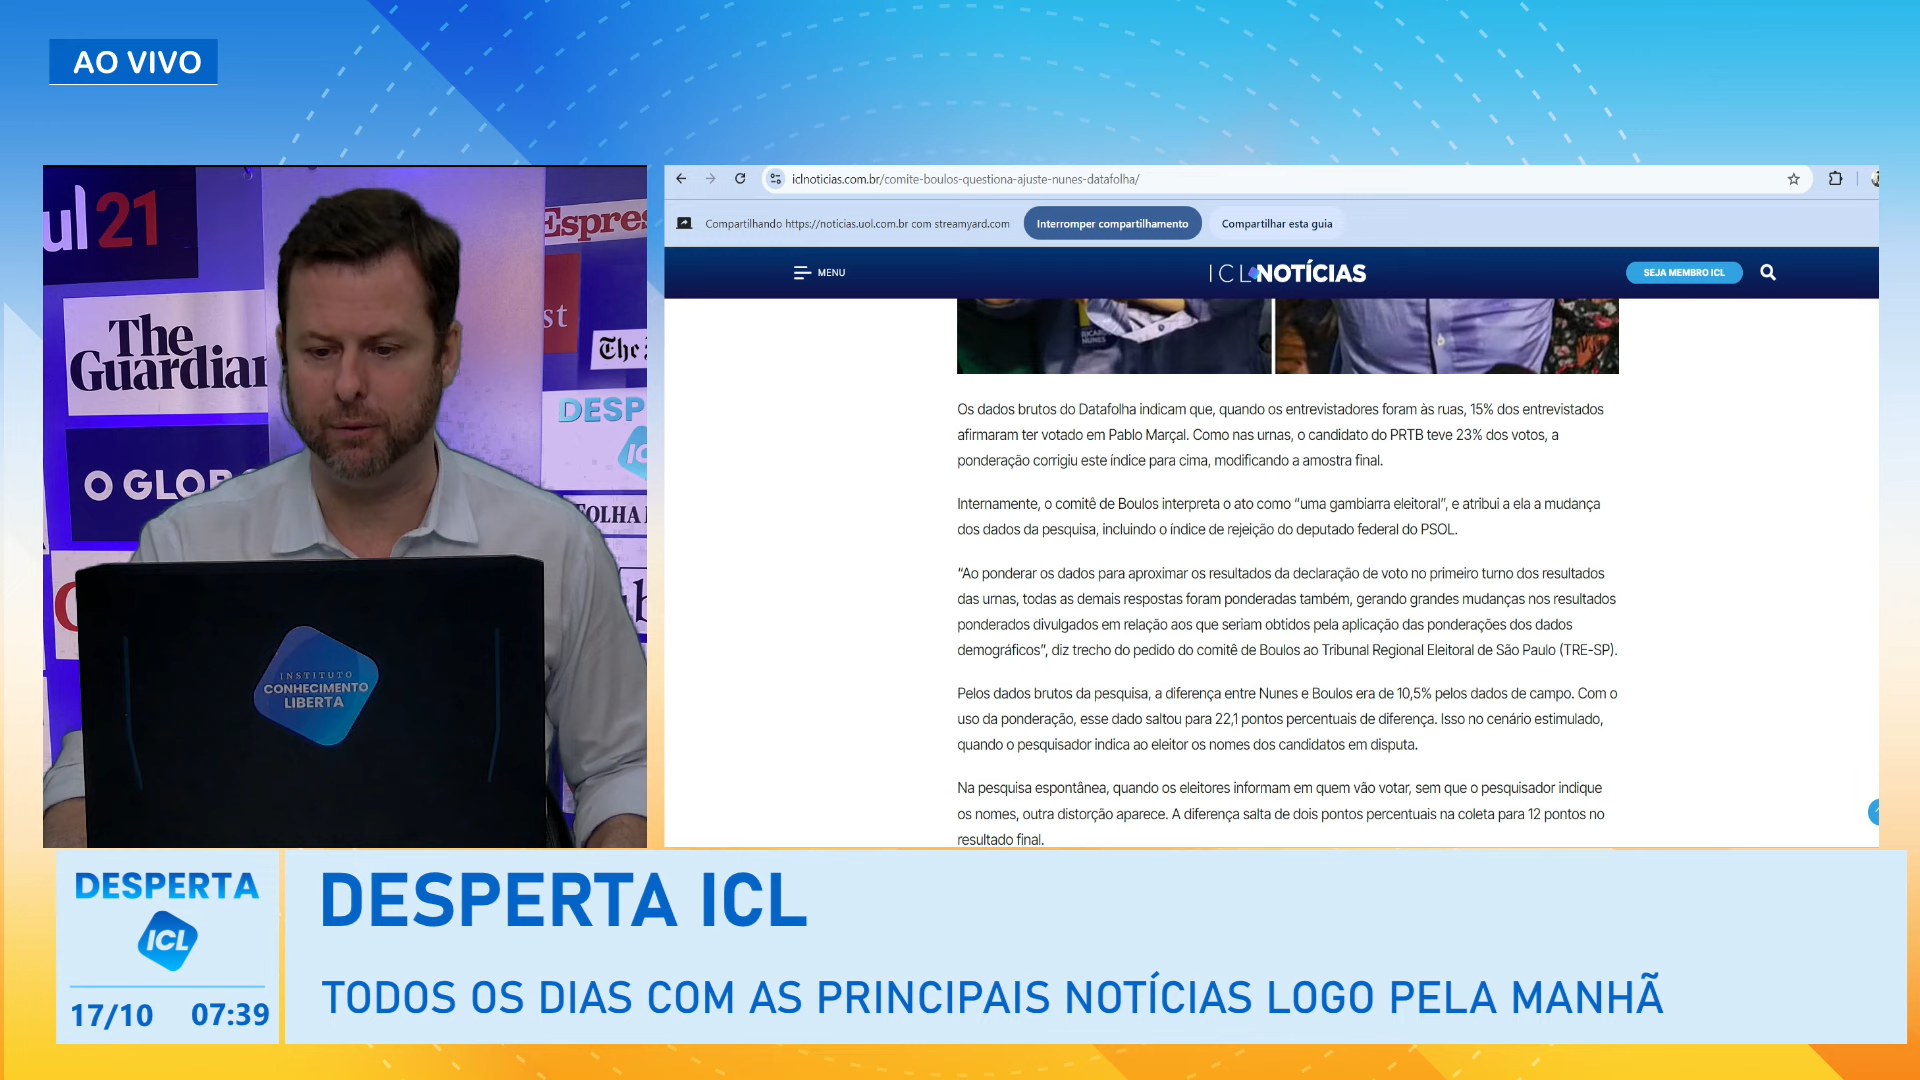 AO VIVO
ul 21
The
Guardian
O GLOB
Espres
st
The
DESP
IC
FOLHA
INSTITUTO
CONHECIMENTO
LIBERTA
iclnoticias.com.br/comite-boulos-questiona-ajuste-nunes-datafolha/
Compartilhando https://noticias.uol.com.br com streamyard.com
Interromper compartilhamento
Compartilhar esta guia
MENU
ICL NOTÍCIAS
SEJA MEMBRO ICL
RICARDO
NUNES
Os dados brutos do Datafolha indicam que, quando os entrevistadores foram às ruas, 15% dos entrevistados
afirmaram ter votado em Pablo Marçal. Como nas urnas, o candidato do PRTB teve 23% dos votos, a
ponderação corrigiu este índice para cima, modificando a amostra final.
Internamente, o comitê de Boulos interpreta o ato como “uma gambiarra eleitoral”, e atribui a ela a mudança
dos dados da pesquisa, incluindo o índice de rejeição do deputado federal do PSOL.
“Ao ponderar os dados para aproximar os resultados da declaração de voto no primeiro turno dos resultados
das urnas, todas as demais respostas foram ponderadas também, gerando grandes mudanças nos resultados
ponderados divulgados em relação aos que seriam obtidos pela aplicação das ponderações dos dados
demográficos”, diz trecho do pedido do comitê de Boulos ao Tribunal Regional Eleitoral de São Paulo (TRE-SP).
Pelos dados brutos da pesquisa, a diferença entre Nunes e Boulos era de 10,5% pelos dados de campo. Com o
uso da ponderação, esse dado saltou para 22,1 pontos percentuais de diferença. Isso no cenário estimulado,
quando o pesquisador indica ao eleitor os nomes dos candidatos em disputa.
Na pesquisa espontânea, quando os eleitores informam em quem vão votar, sem que o pesquisador indique
os nomes, outra distorção aparece. A diferença salta de dois pontos percentuais na coleta para 12 pontos no
resultado final.
DESPERTA
ICL
17/10 07:39
DESPERTA ICL
TODOS OS DIAS COM AS PRINCIPAIS NOTÍCIAS LOGO PELA MANHÃ